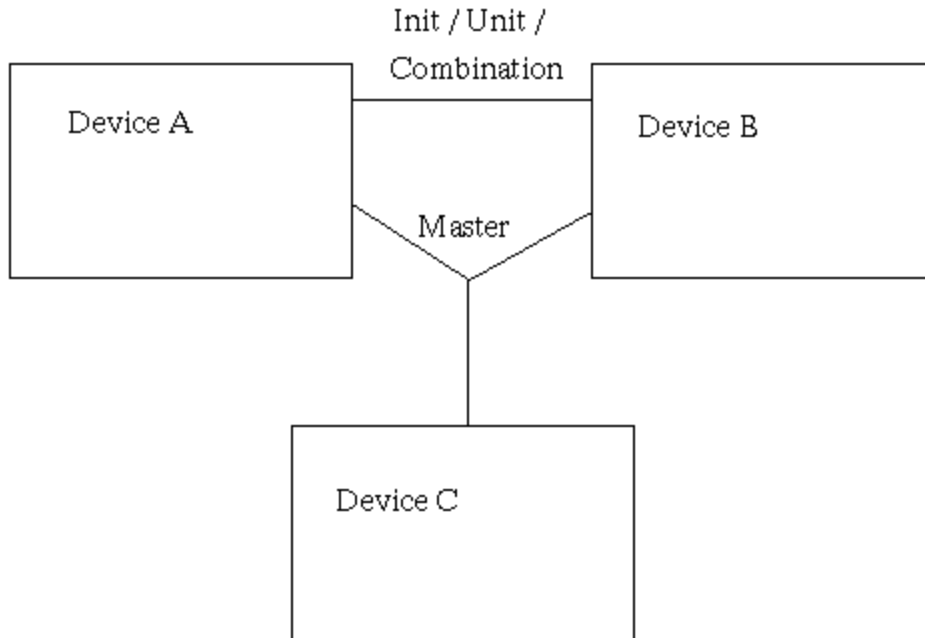 Init / Unit /
Combination
Device A
Device B
Master
Device C